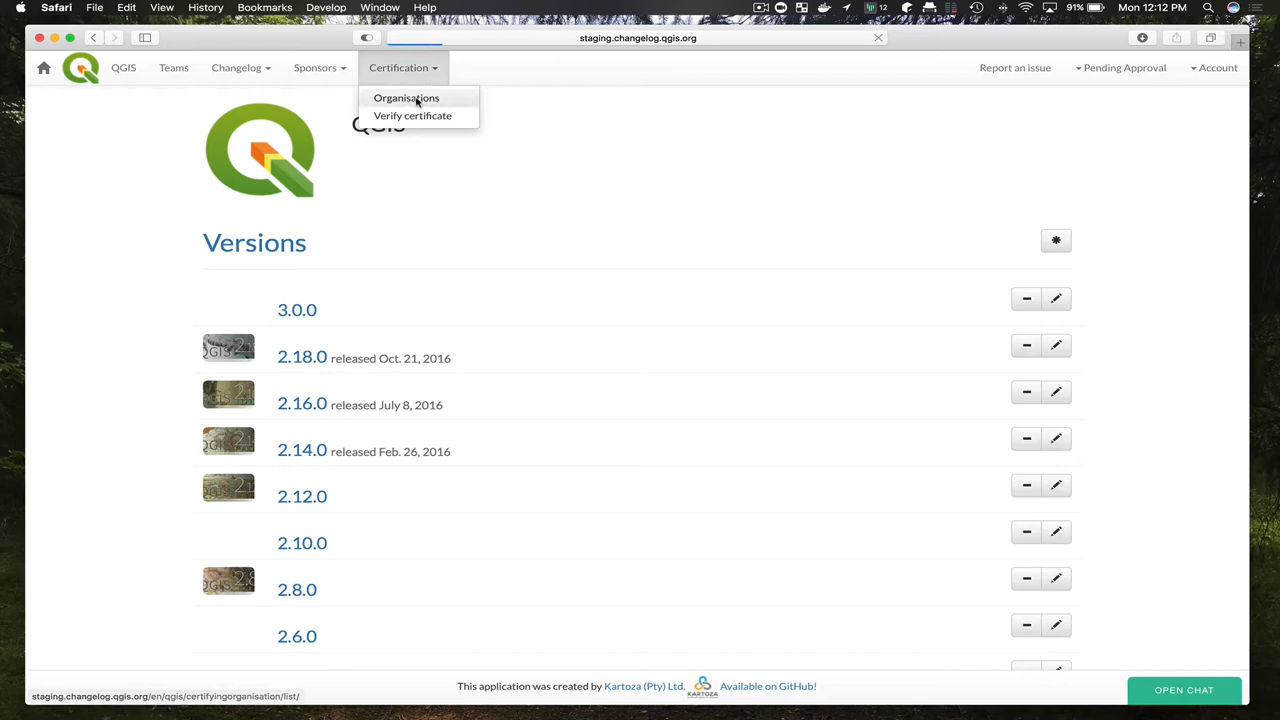 Safari File Edit View History Bookmarks Develop Window Help 12 91% Mon 12:12 PM
staging.changelog.qgis.org
QGIS Teams Changelog Sponsors Certification Report an issue Pending Approval Account
Organisations
Verify certificate
QGIS
Versions
3.0.0
2.18.0 released Oct. 21, 2016
2.16.0 released July 8, 2016
2.14.0 released Feb. 26, 2016
2.12.0
2.10.0
2.8.0
2.6.0
This application was created by Kartoza (Pty) Ltd. KARTOZA Available on GitHub!
OPEN CHAT
staging.changelog.qgis.org/en/qgis/certifyingorganisation/list/